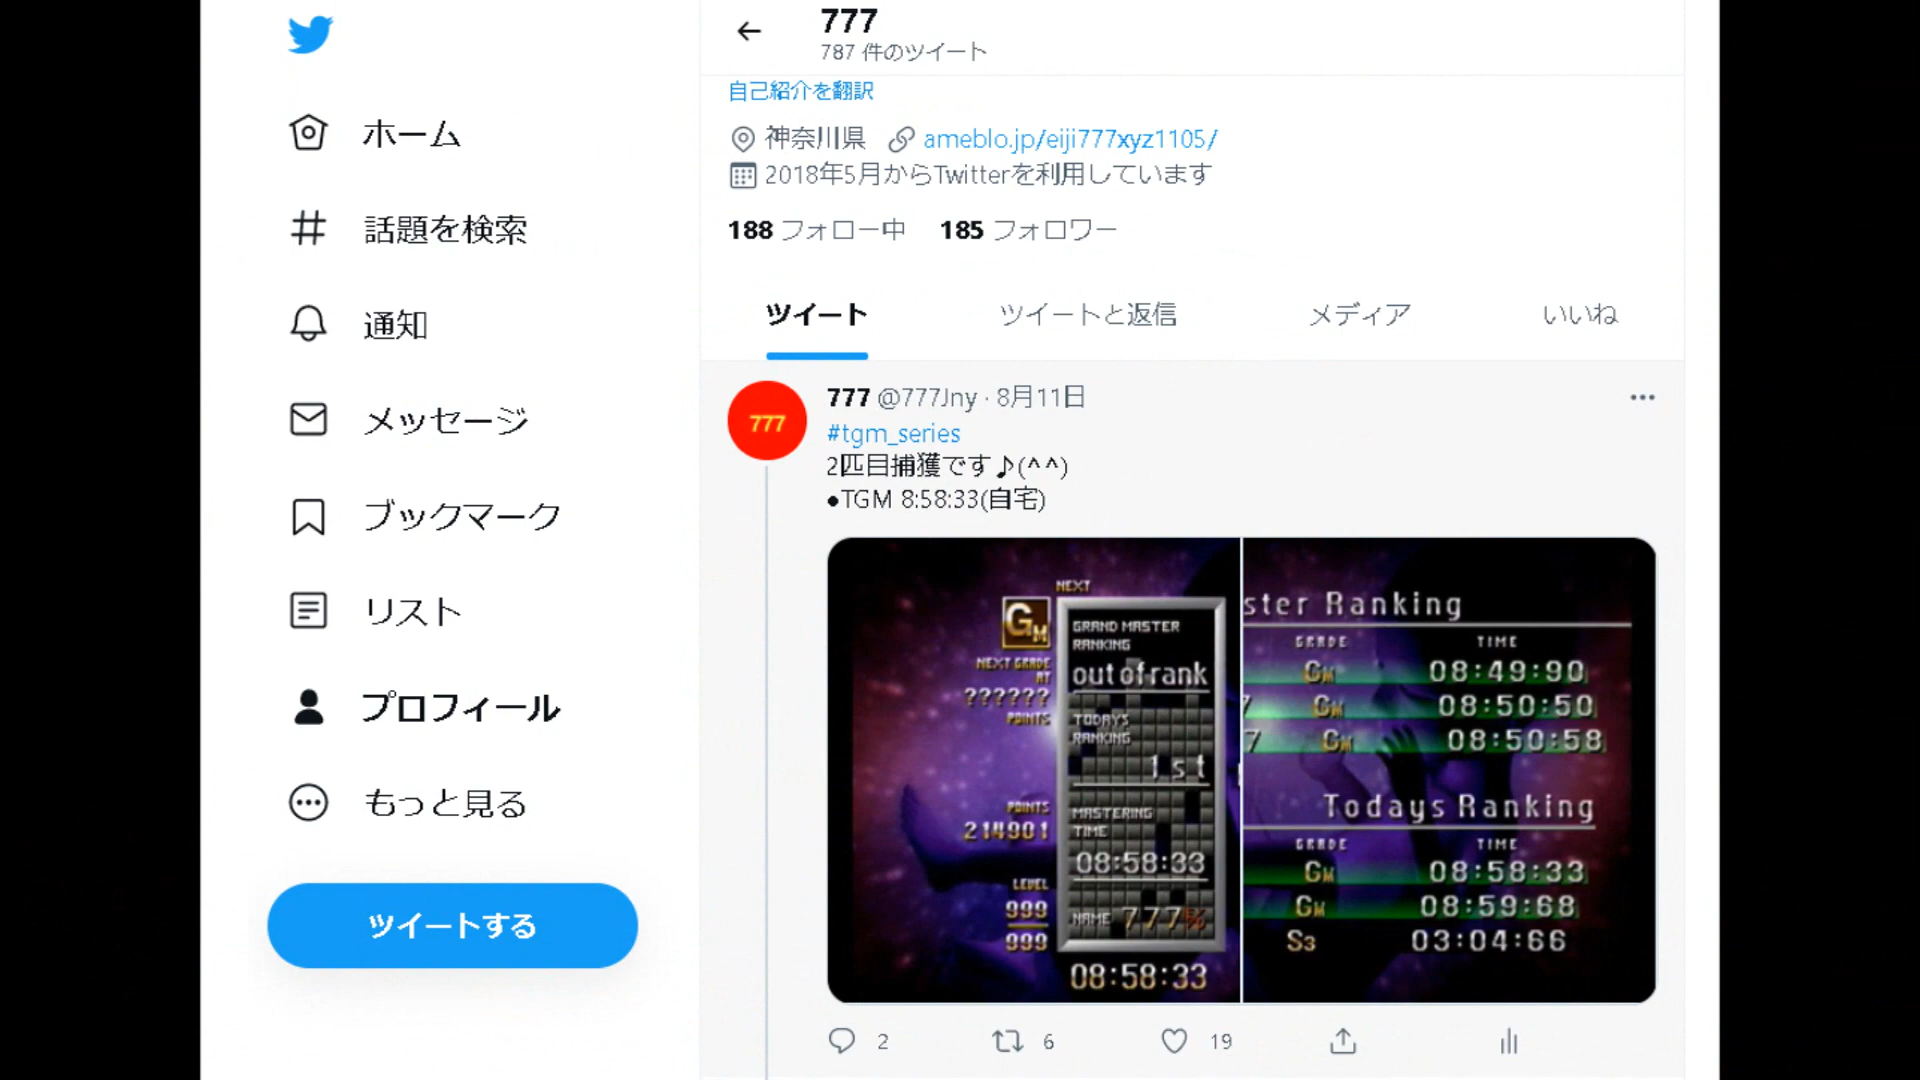 777
787 件のツイート
自己紹介を翻訳
神奈川県 ameblo.jp/eiji777xyz1105/
2018年5月からTwitterを利用しています
188 フォロー中 185 フォロワー
ホーム
話題を検索
通知
メッセージ
ブックマーク
リスト
プロフィール
もっと見る
ツイートする
ツイート ツイートと返信 メディア いいね
777
777 @777Jny · 8月11日
#tgm_series
2匹目捕獲です♪(^^)
●TGM 8:58:33(自宅)
NEXT
GM
NEXT GRADE
AT
??????
POINTS
POINTS
214901
LEVEL
999
999
GRAND MASTER
RANKING
out of rank
TODAYS
RANKING
1st
MASTERING
TIME
08:58:33
NAME 777
08:58:33
ster Ranking
GRADE TIME
GM 08:49:90
GM 08:50:50
7 GM 08:50:58
Todays Ranking
GRADE TIME
GM 08:58:33
GM 08:59:68
S3 03:04:66
2 6 19